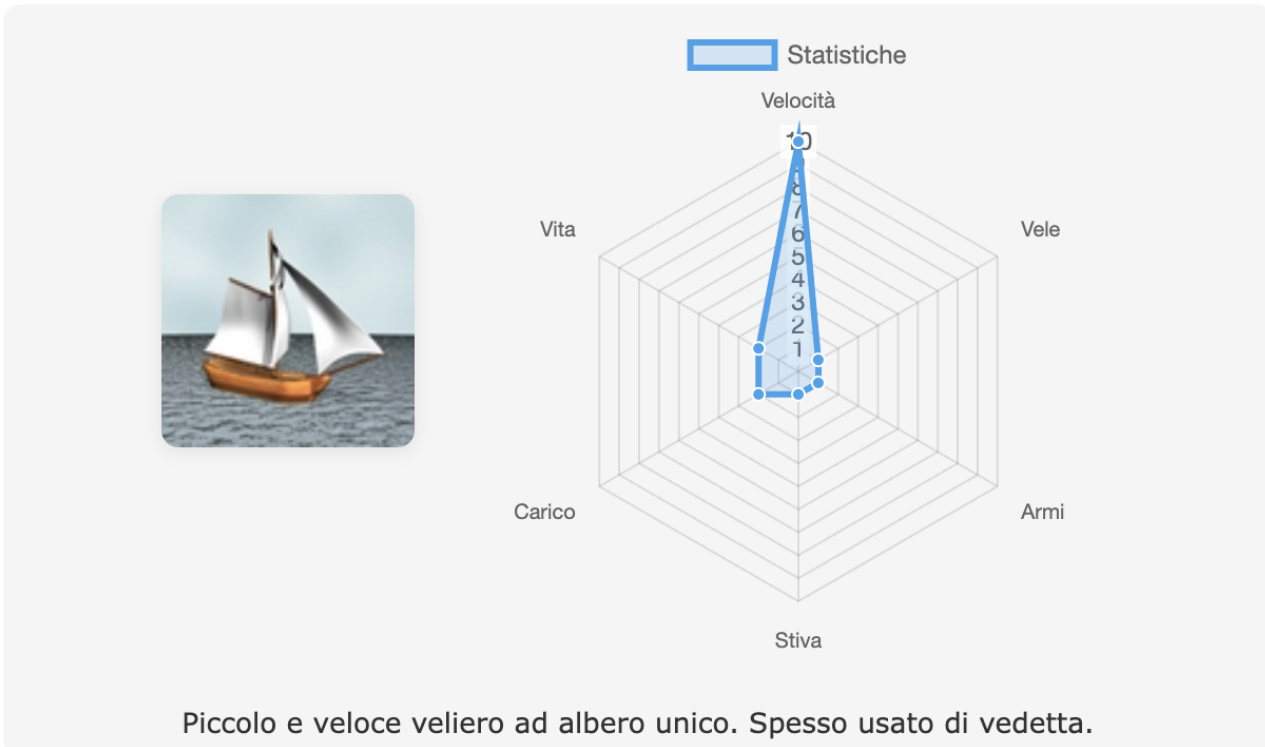 Statistiche
Velocità
10
8
7
6
5
4
3
2
1
Vita
Vele
Carico
Armi
Stiva
Piccolo e veloce veliero ad albero unico. Spesso usato di vedetta.